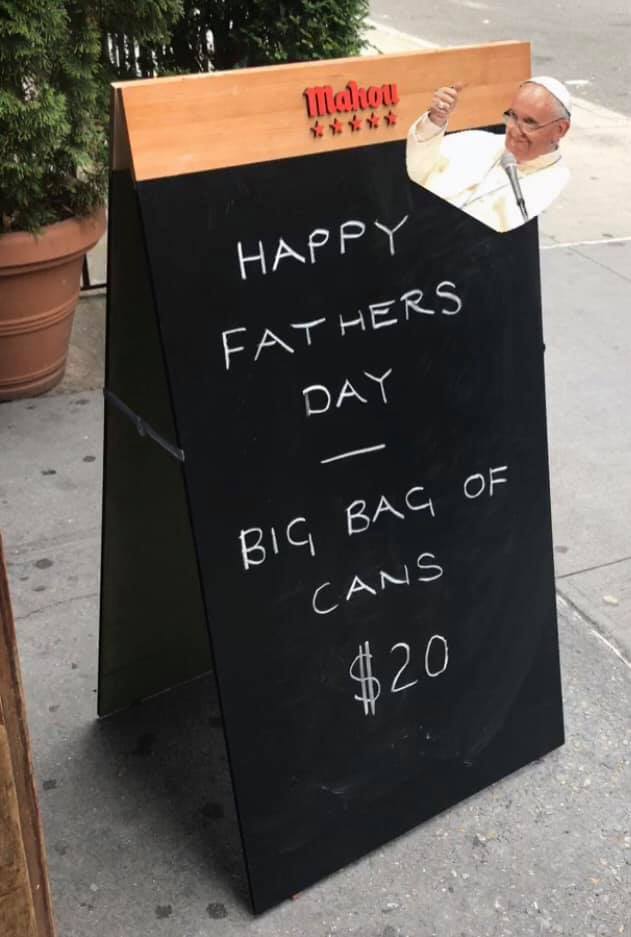 Mahou
HAPPY
FATHERS
DAY
—
BIG BAG OF
CANS
$20